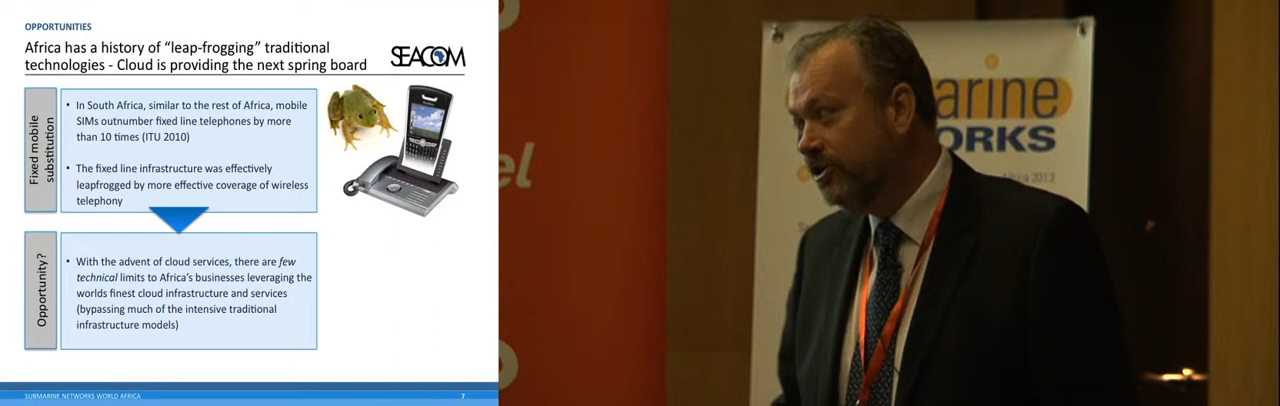 OPPORTUNITIES
Africa has a history of “leap-frogging” traditional
technologies - Cloud is providing the next spring board
SEACOM
Fixed mobile
substitution
• In South Africa, similar to the rest of Africa, mobile
SIMs outnumber fixed line telephones by more
than 10 times (ITU 2010)
• The fixed line infrastructure was effectively
leapfrogged by more effective coverage of wireless
telephony
Opportunity?
• With the advent of cloud services, there are few
technical limits to Africa's businesses leveraging the
worlds finest cloud infrastructure and services
(bypassing much of the intensive traditional
infrastructure models)
SUBMARINE NETWORKS WORLD AFRICA
7
el
arine
ORKS
2013